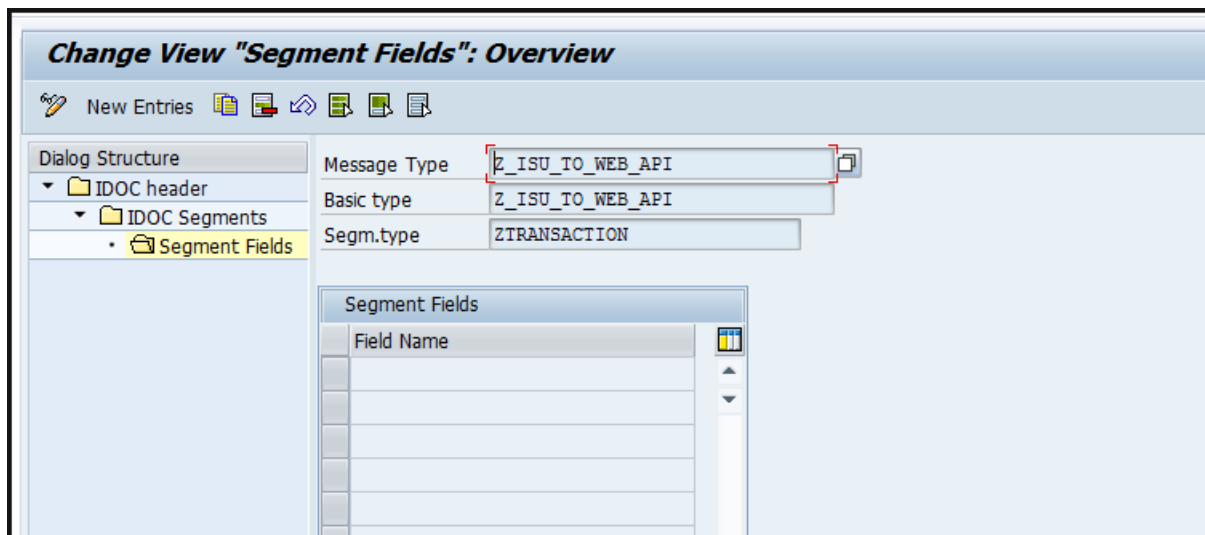 Change View "Segment Fields": Overview
New Entries
Dialog Structure
IDOC header
IDOC Segments
Segment Fields
Message Type Z_ISU_TO_WEB_API
Basic type Z_ISU_TO_WEB_API
Segm.type ZTRANSACTION
Segment Fields
Field Name